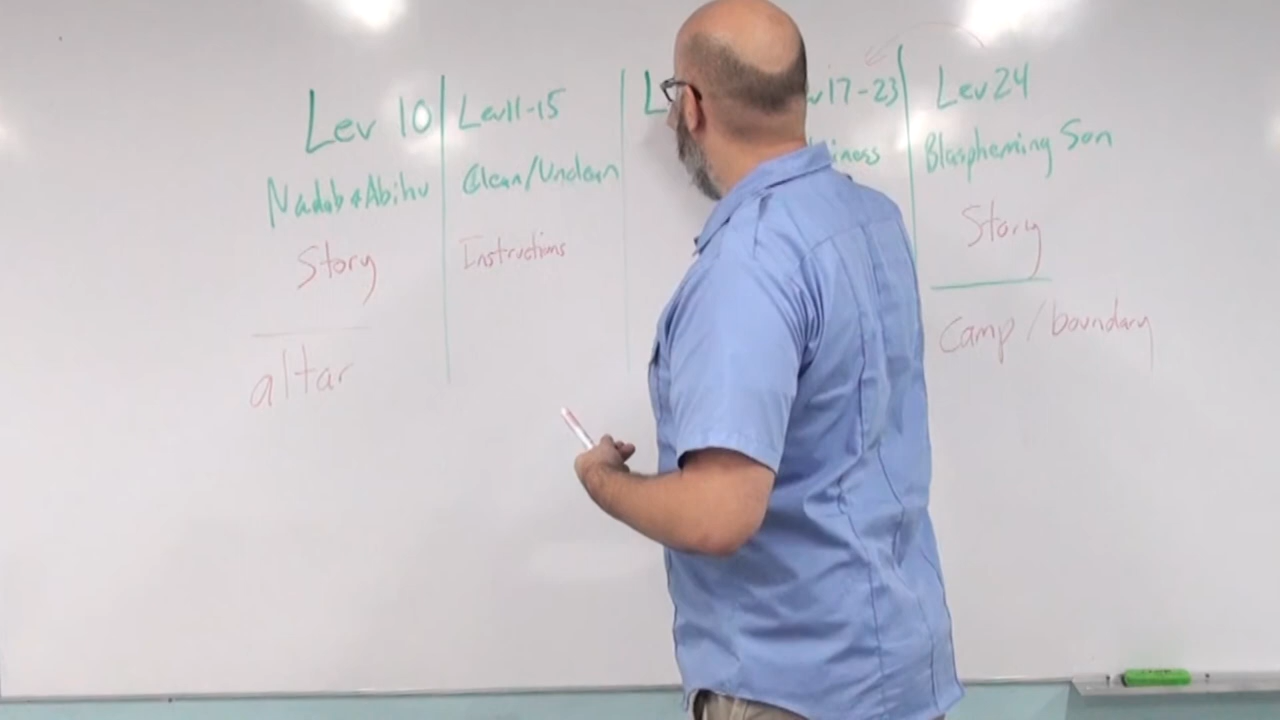 Lev 10
Nadab & Abihu
Story
altar
Lev 11-15
Clean/Unclean
Instructions
L
v 17-23
iness
Lev 24
Blaspheming Son
Story
camp / boundary